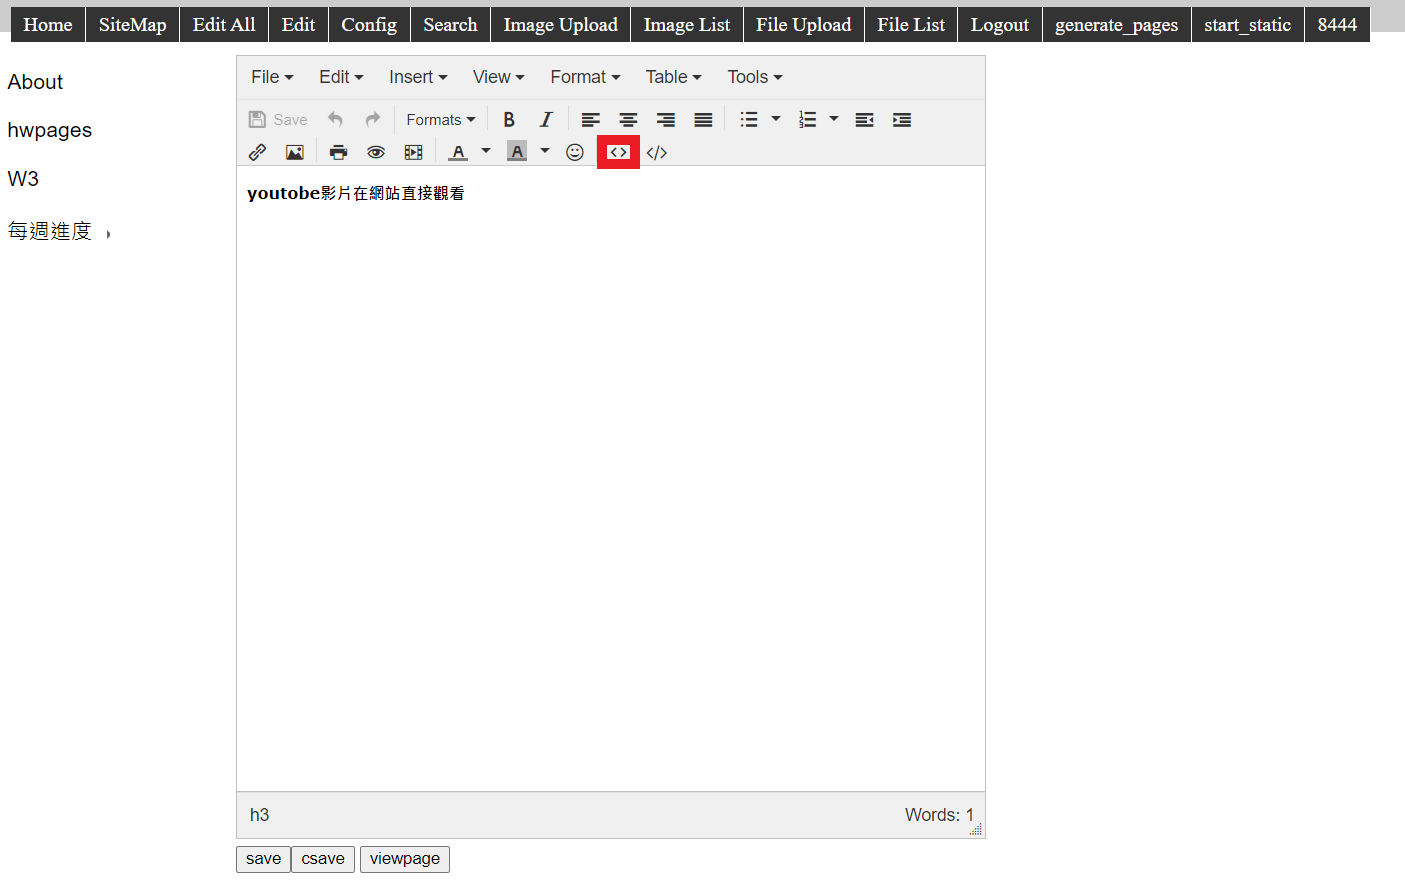 Home SiteMap Edit All Edit Config Search Image Upload Image List File Upload File List Logout generate_pages start_static 8444
About
hwpages
W3
每週進度
File Edit Insert View Format Table Tools
Save Formats B I
A A
youtobe影片在網站直接觀看
h3 Words: 1
save csave viewpage